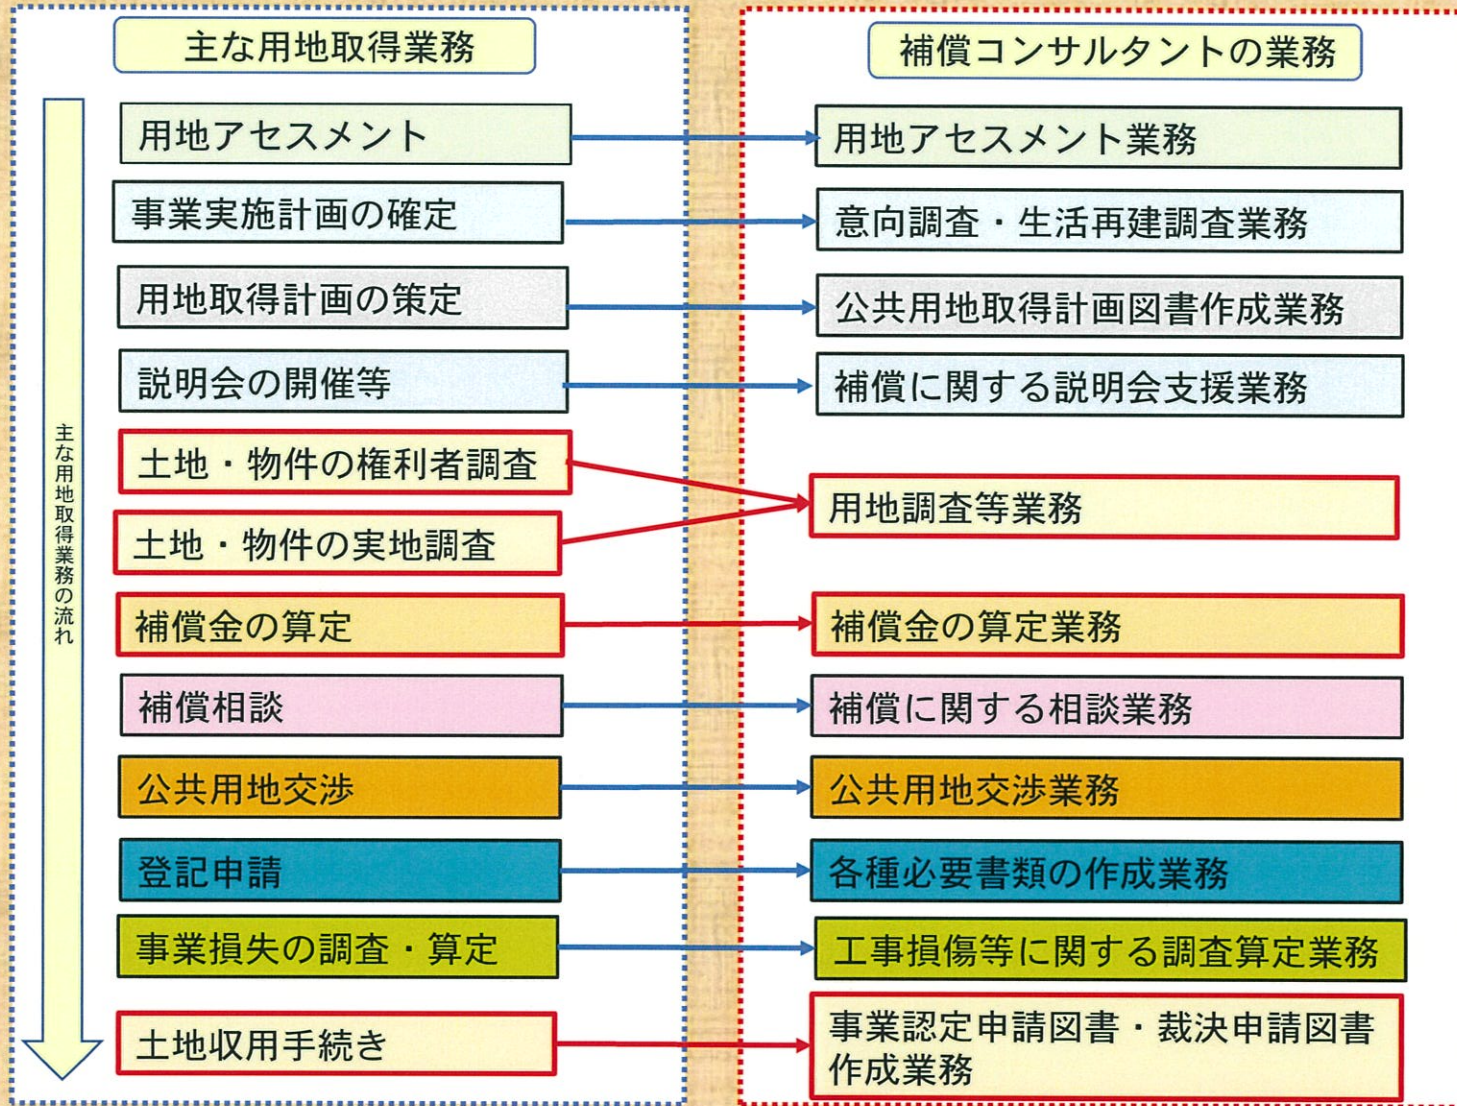 主な用地取得業務
主な用地取得業務の流れ
用地アセスメント
事業実施計画の確定
用地取得計画の策定
説明会の開催等
土地・物件の権利者調査
土地・物件の実地調査
補償金の算定
補償相談
公共用地交渉
登記申請
事業損失の調査・算定
土地収用手続き
補償コンサルタントの業務
用地アセスメント業務
意向調査・生活再建調査業務
公共用地取得計画図書作成業務
補償に関する説明会支援業務
用地調査等業務
補償金の算定業務
補償に関する相談業務
公共用地交渉業務
各種必要書類の作成業務
工事損傷等に関する調査算定業務
事業認定申請図書・裁決申請図書
作成業務